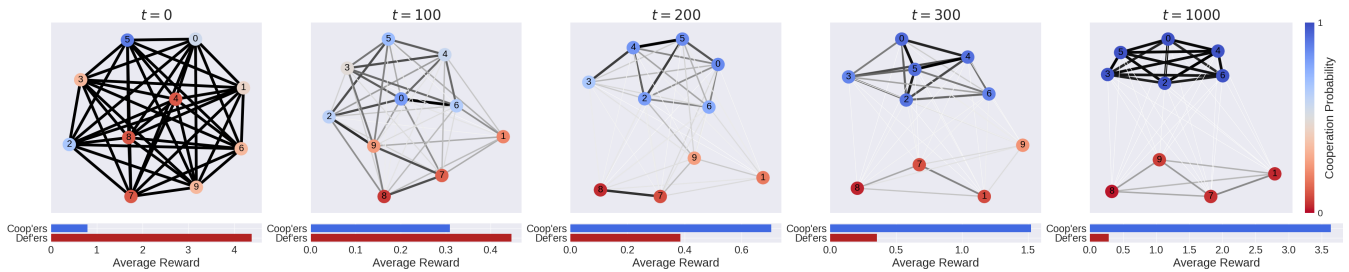 t = 0
t = 100
t = 200
t = 300
t = 1000
5
0
3
1
4
2
8
6
9
7
5
4
3
0
6
2
1
9
7
8
5
4
0
3
2
6
9
1
8
7
0
4
5
3
6
2
9
7
8
1
0
5
4
3
6
2
9
1
8
7
1
Cooperation Probability
0
Coop'ers
Def'ers
0 1 2 3 4
Average Reward
Coop'ers
Def'ers
0.0 0.1 0.2 0.3 0.4
Average Reward
Coop'ers
Def'ers
0.0 0.2 0.4 0.6
Average Reward
Coop'ers
Def'ers
0.0 0.5 1.0 1.5
Average Reward
Coop'ers
Def'ers
0.0 0.5 1.0 1.5 2.0 2.5 3.0 3.5
Average Reward